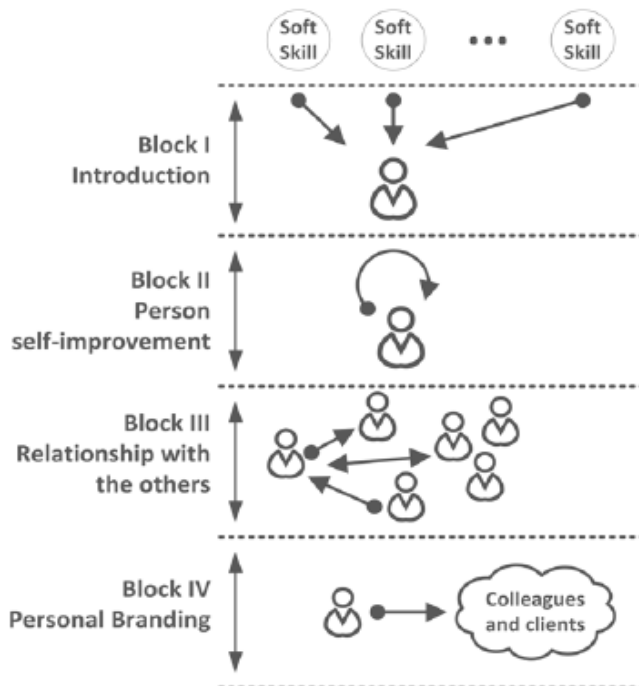 Soft
Skill
Soft
Skill
•••
Soft
Skill
Block I
Introduction
Block II
Person
self-improvement
Block III
Relationship with
the others
Block IV
Personal Branding
Colleagues
and clients